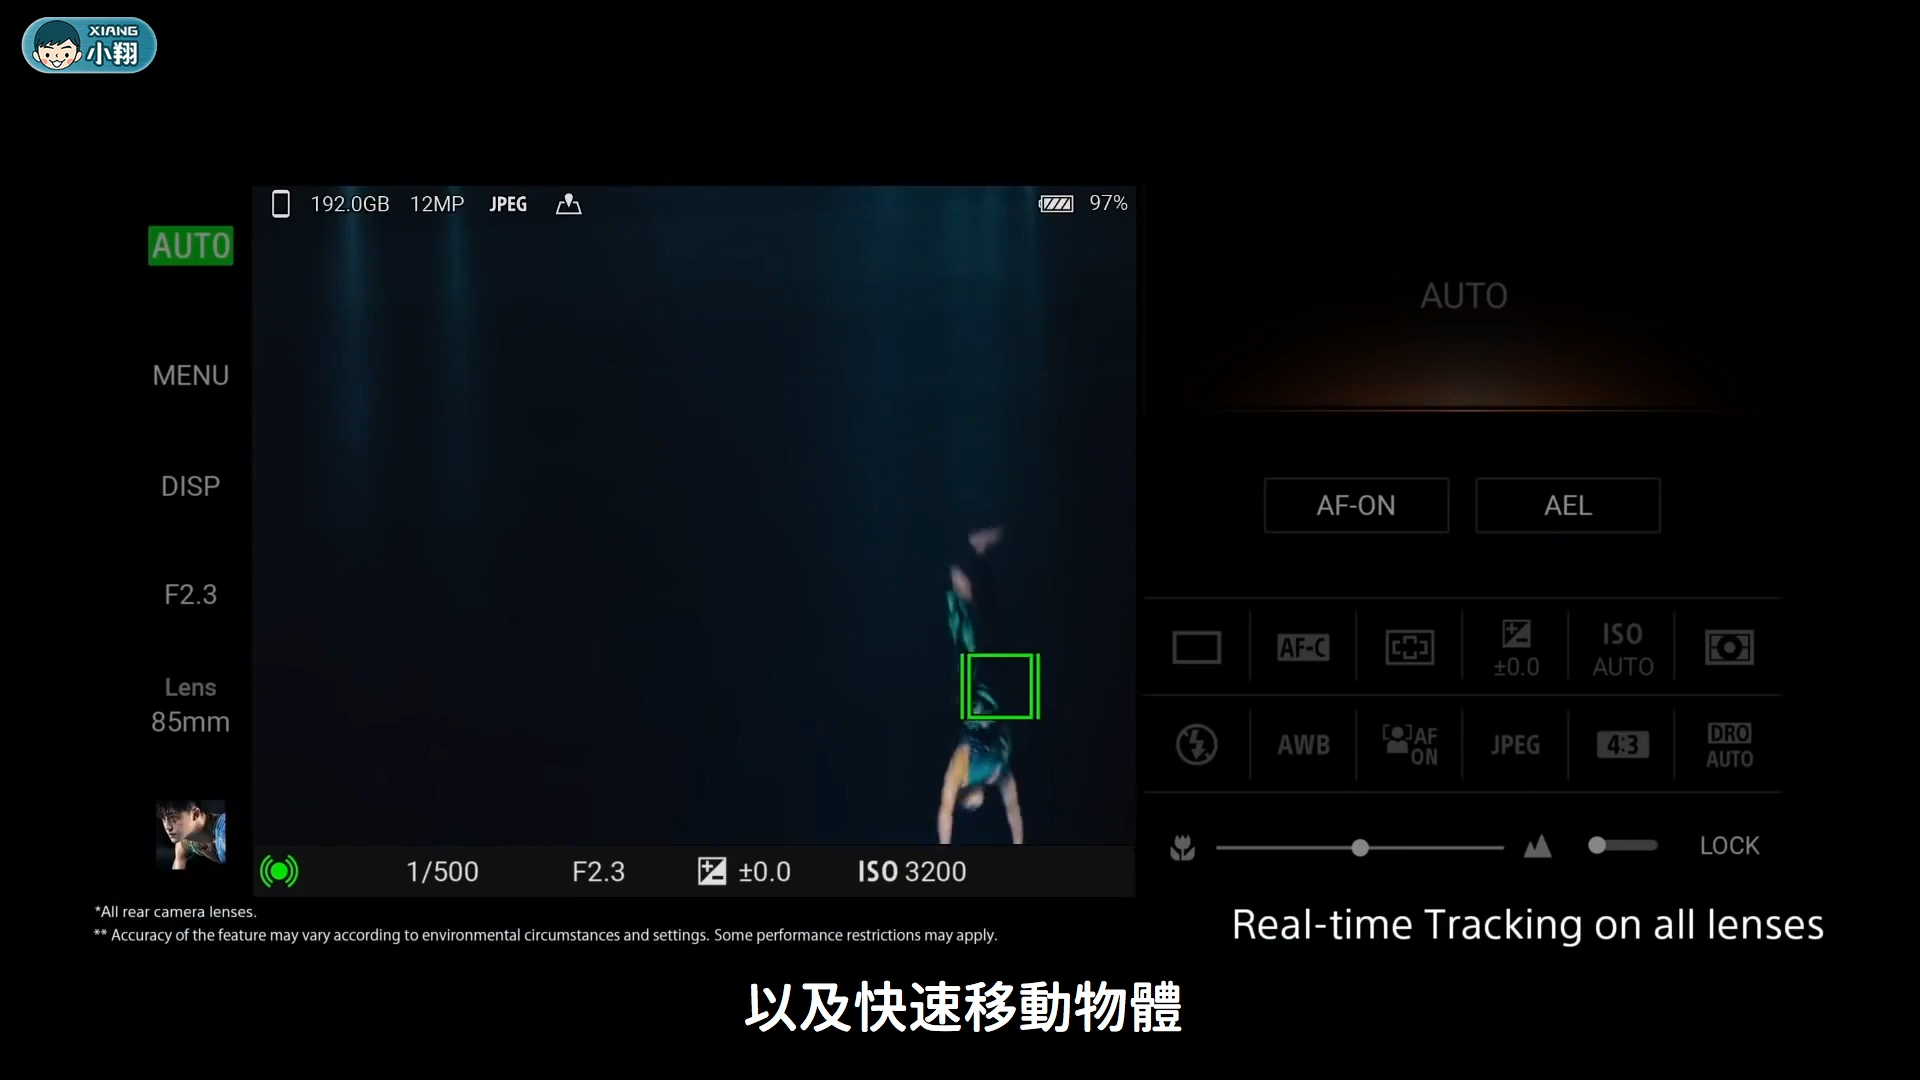 XIANG
小翔
192.0GB 12MP JPEG 97%
AUTO
MENU
DISP
F2.3
Lens
85mm
1/500 F2.3 ±0.0 ISO 3200
AUTO
AF-ON AEL
AF-C ±0.0 ISO AUTO
AWB AF ON JPEG 4:3 DRO AUTO
LOCK
*All rear camera lenses.
** Accuracy of the feature may vary according to environmental circumstances and settings. Some performance restrictions may apply.
Real-time Tracking on all lenses
以及快速移動物體